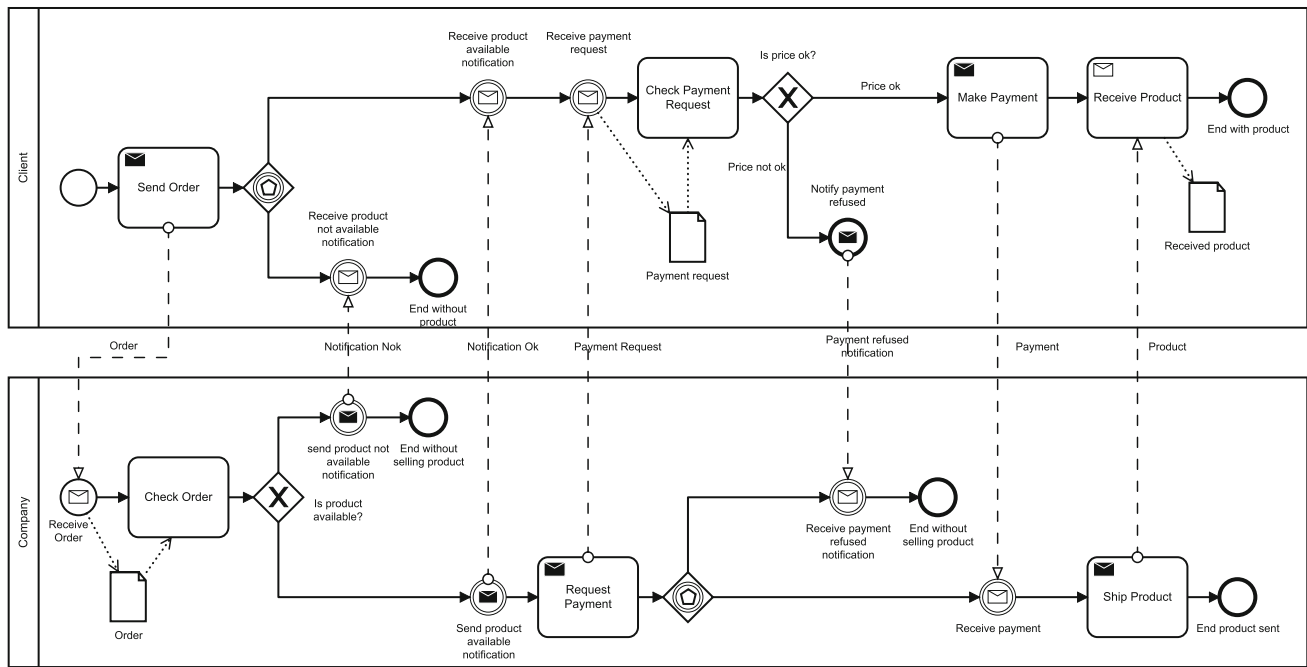 Client
Send Order
Receive product
available
notification
Receive payment
request
Check Payment
Request
Is price ok?
Price ok
Price not ok
Make Payment
Receive Product
End with product
Receive product
not available
notification
End without
product
Payment request
Notify payment
refused
Received product
Order
Notification Nok
Notification Ok
Payment Request
Payment refused
notification
Payment
Product
Company
Receive
Order
Check Order
Order
Is product
available?
send product not
available
notification
End without
selling product
Send product
available
notification
Request
Payment
Receive payment
refused
notification
End without
selling product
Receive payment
Ship Product
End product sent